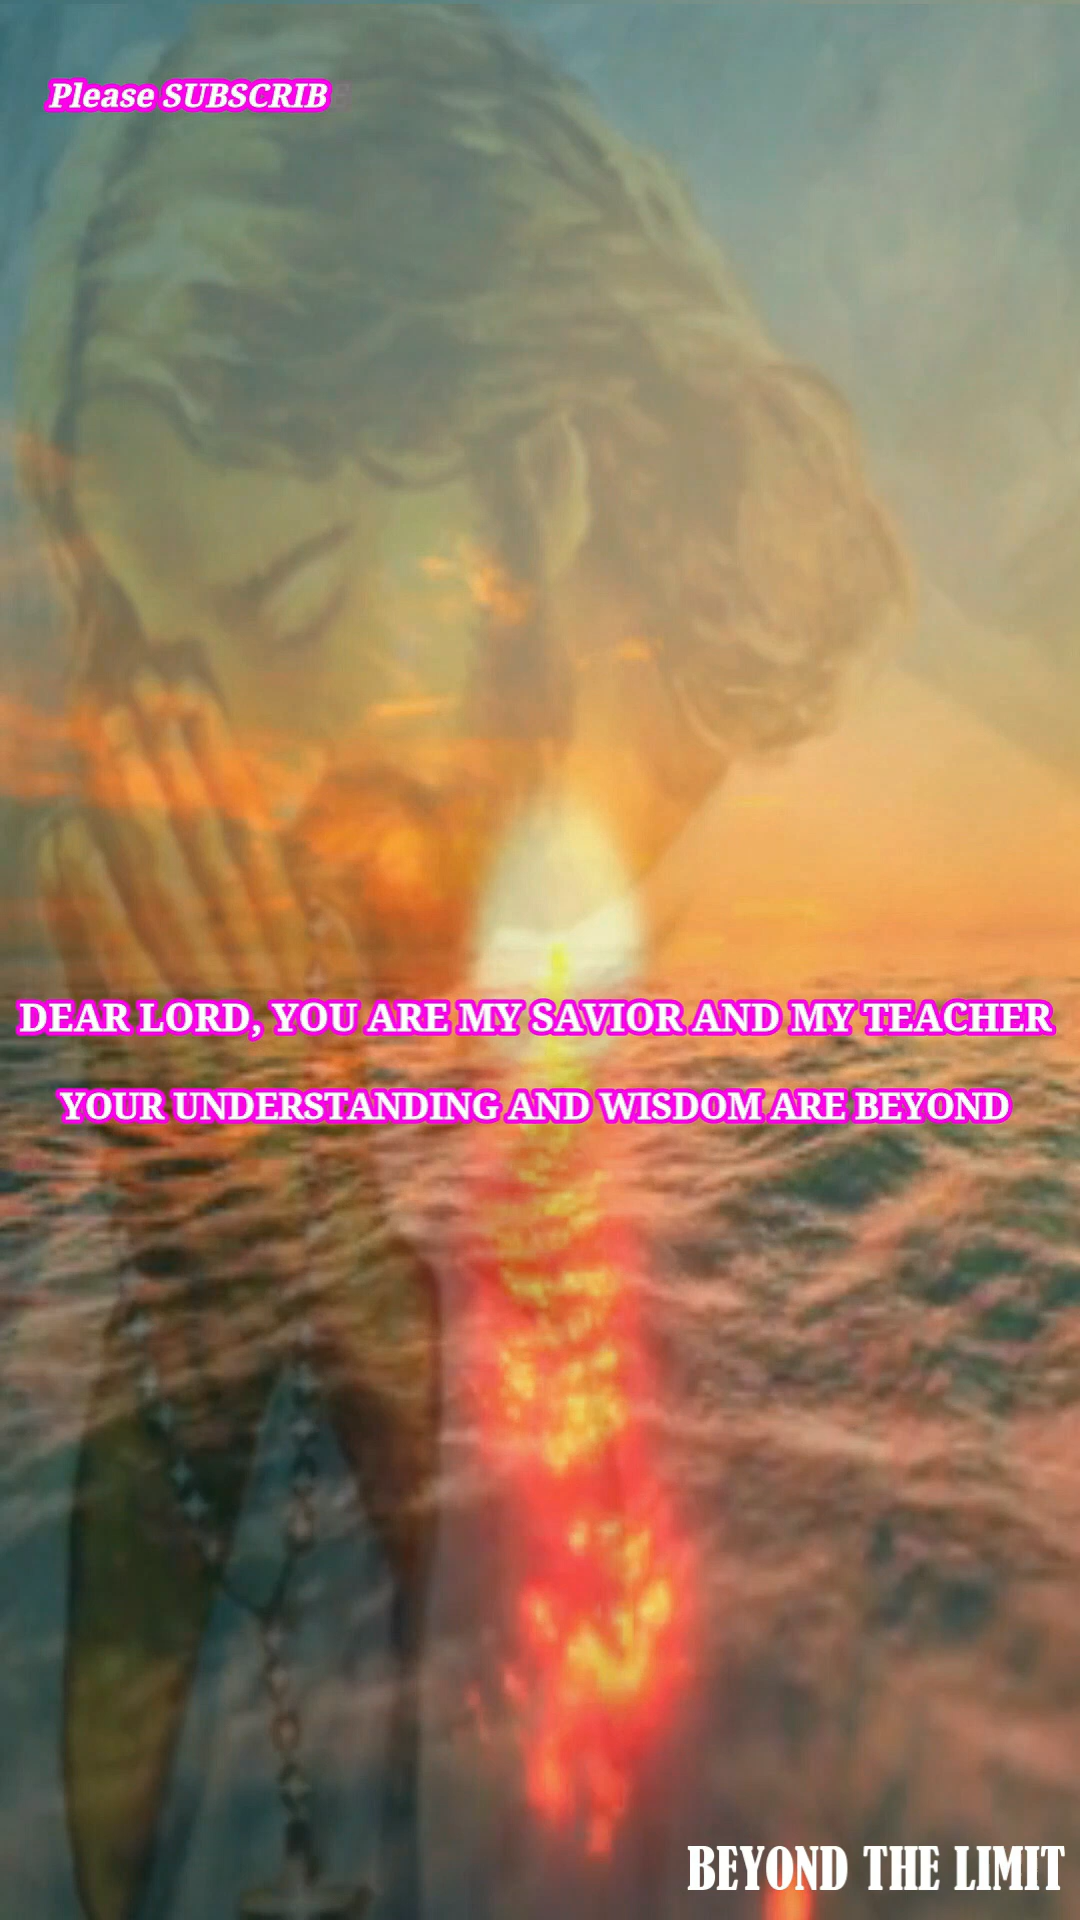 Please SUBSCRIB
DEAR LORD, YOU ARE MY SAVIOR AND MY TEACHER
YOUR UNDERSTANDING AND WISDOM ARE BEYOND
BEYOND THE LIMIT